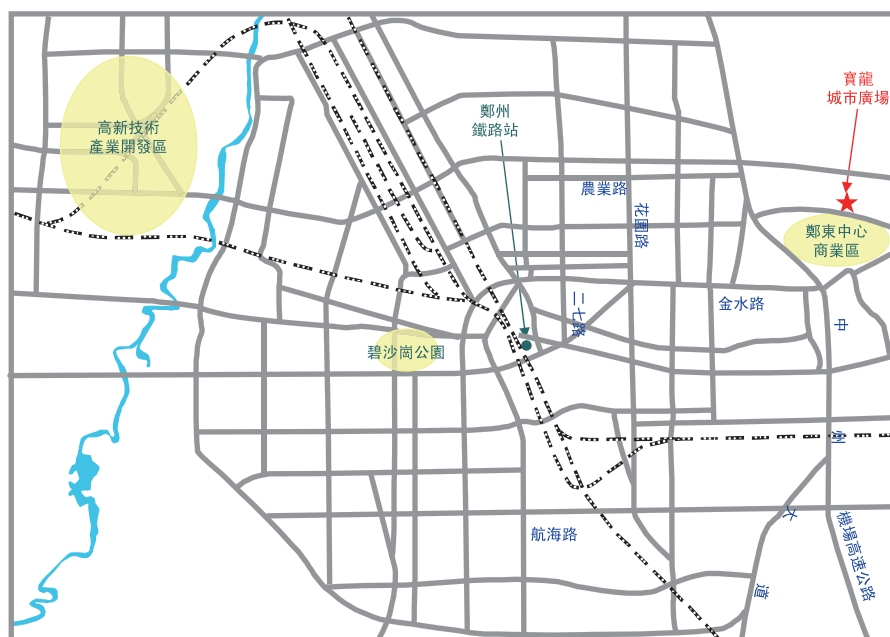 寶龍
城市廣場
鄭州
鐵路站
高新技術
產業開發區
農業路
花園路
鄭東中心
商業區
二七路
金水路
中州大道
碧沙崗公園
航海路
機場高速公路